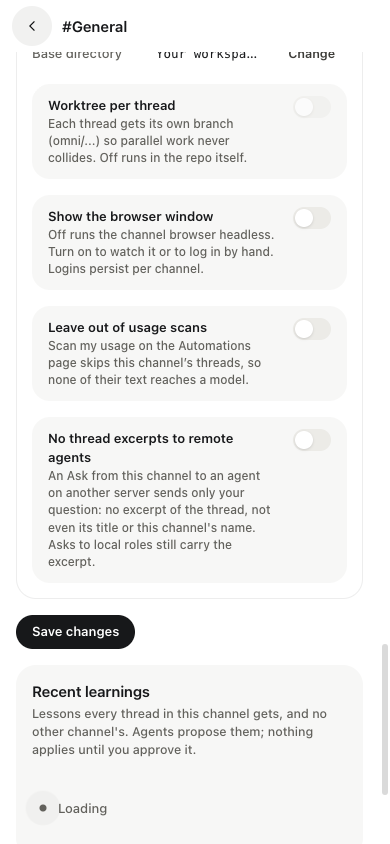 #General
Base directory Your workspa… Change
Worktree per thread
Each thread gets its own branch
(omni/...) so parallel work never
collides. Off runs in the repo itself.
Show the browser window
Off runs the channel browser headless.
Turn on to watch it or to log in by hand.
Logins persist per channel.
Leave out of usage scans
Scan my usage on the Automations
page skips this channel's threads, so
none of their text reaches a model.
No thread excerpts to remote
agents
An Ask from this channel to an agent
on another server sends only your
question: no excerpt of the thread, not
even its title or this channel's name.
Asks to local roles still carry the
excerpt.
Save changes
Recent learnings
Lessons every thread in this channel gets, and no
other channel's. Agents propose them; nothing
applies until you approve it.
Loading